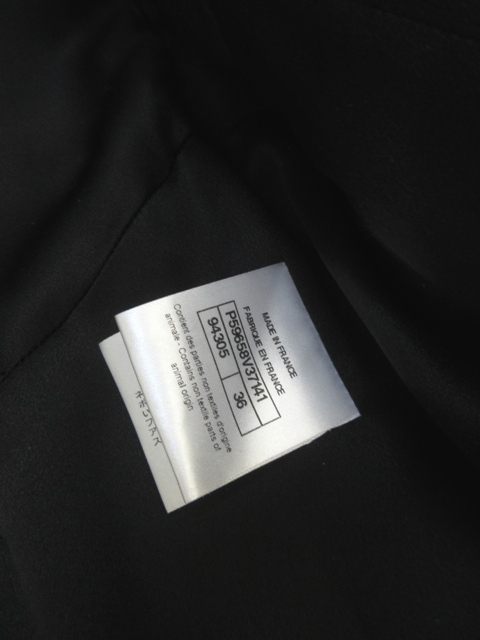 MADE IN FRANCE
FABRIQUE EN FRANCE
P59658V37141
94305 36
Contient des parties non textiles d'origine
animale - Contains non textile parts of
animal origin